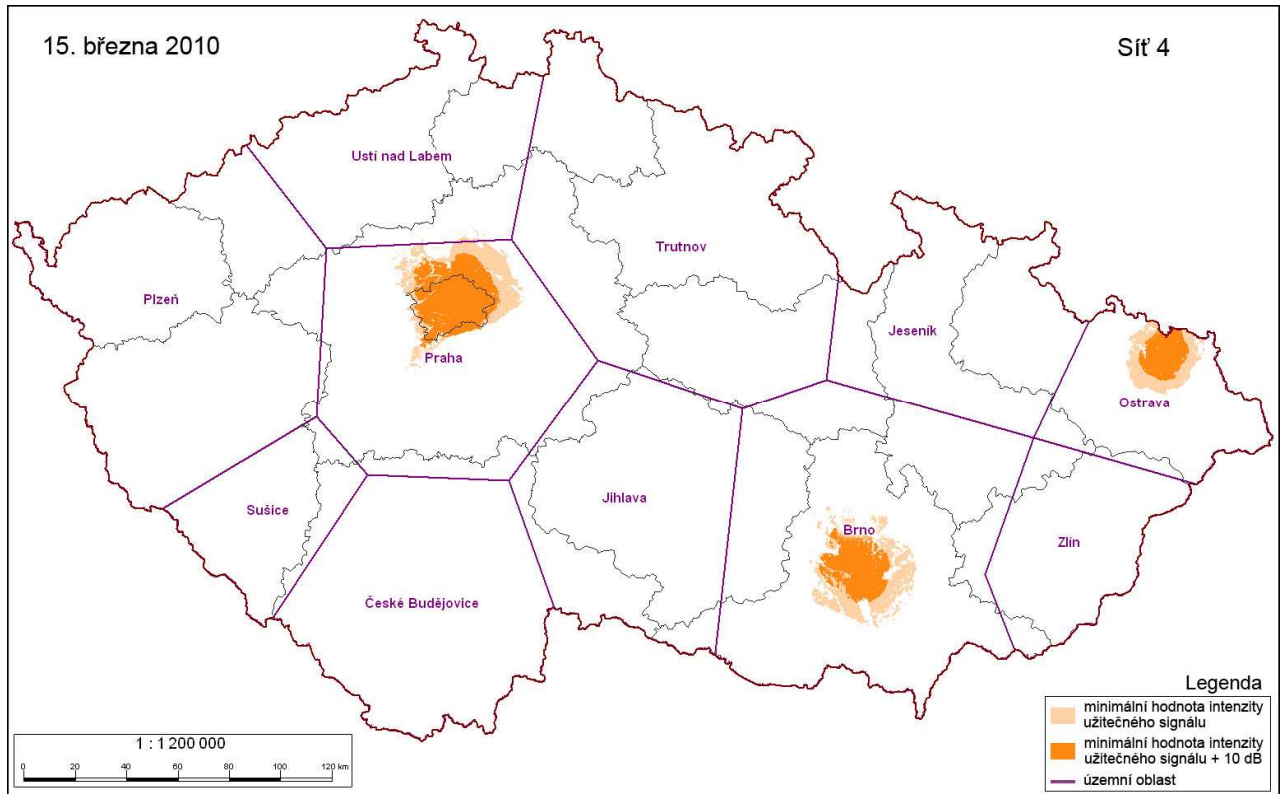 15. března 2010
Síť 4
Ustí nad Labem
Trutnov
Plzeň
Jeseník
Praha
Ostrava
Sušice
Jihlava
Brno
Zlín
České Budějovice
Legenda
minimální hodnota intenzity
užitečného signálu
minimální hodnota intenzity
užitečného signálu + 10 dB
územní oblast
1 : 1 200 000
0 20 40 60 80 100 120 km